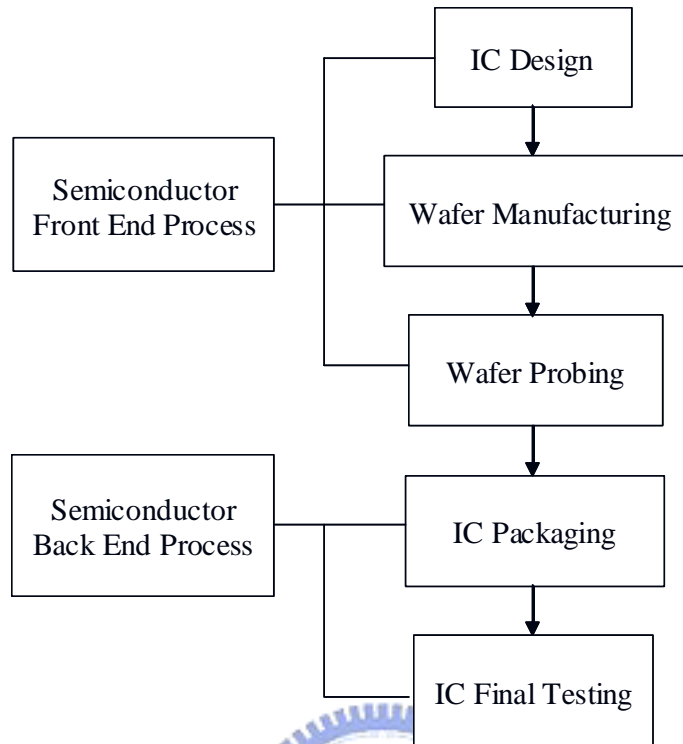 IC Design
Semiconductor
Front End Process
Wafer Manufacturing
Wafer Probing
Semiconductor
Back End Process
IC Packaging
IC Final Testing